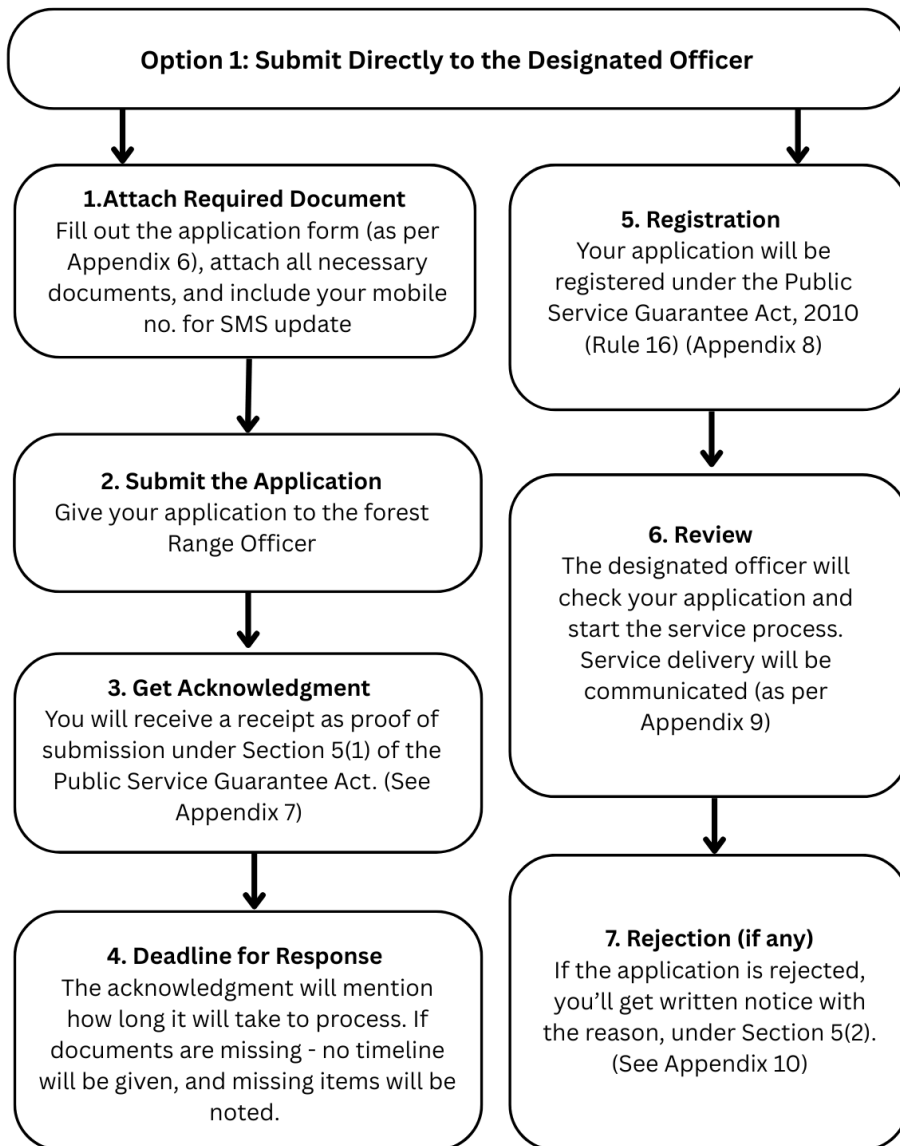 Option 1: Submit Directly to the Designated Officer
1.Attach Required Document
Fill out the application form (as per
Appendix 6), attach all necessary
documents, and include your mobile
no. for SMS update
2. Submit the Application
Give your application to the forest
Range Officer
3. Get Acknowledgment
You will receive a receipt as proof of
submission under Section 5(1) of the
Public Service Guarantee Act. (See
Appendix 7)
4. Deadline for Response
The acknowledgment will mention
how long it will take to process. If
documents are missing - no timeline
will be given, and missing items will be
noted.
5. Registration
Your application will be
registered under the Public
Service Guarantee Act, 2010
(Rule 16) (Appendix 8)
6. Review
The designated officer will
check your application and
start the service process.
Service delivery will be
communicated (as per
Appendix 9)
7. Rejection (if any)
If the application is rejected,
you’ll get written notice with
the reason, under Section 5(2).
(See Appendix 10)